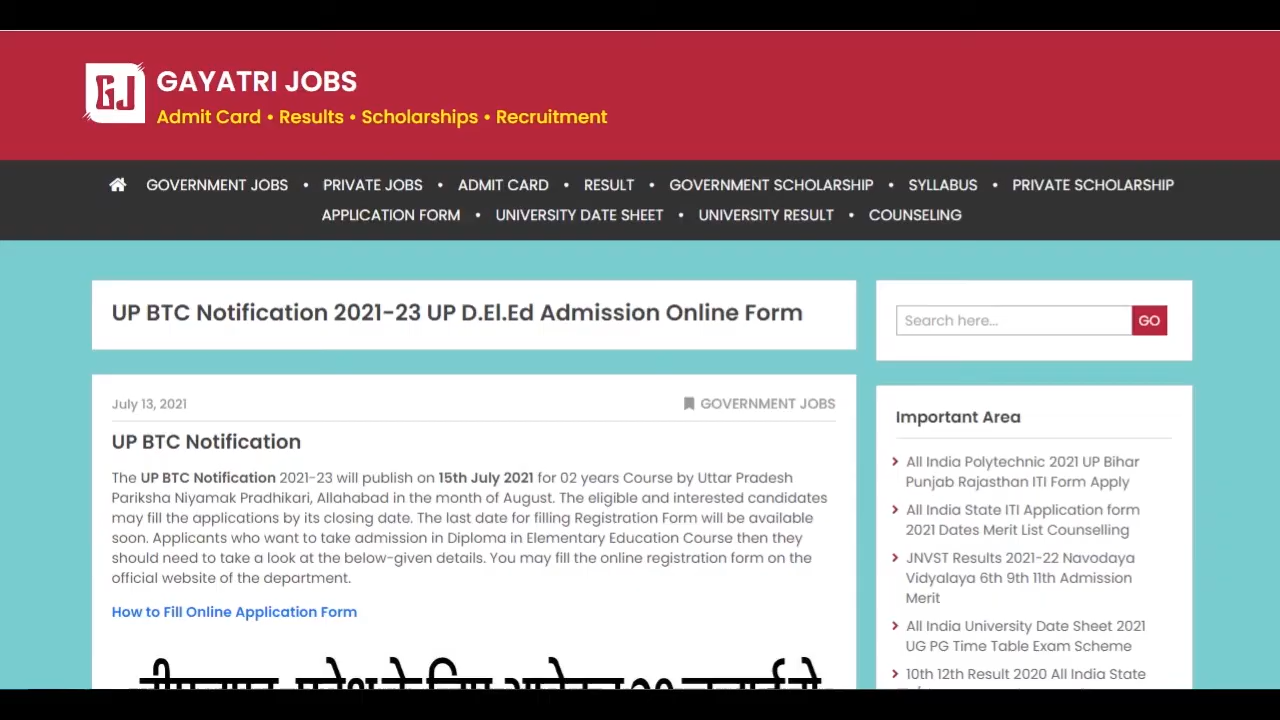 GJ
GAYATRI JOBS
Admit Card • Results • Scholarships • Recruitment
GOVERNMENT JOBS • PRIVATE JOBS • ADMIT CARD • RESULT • GOVERNMENT SCHOLARSHIP • SYLLABUS • PRIVATE SCHOLARSHIP
APPLICATION FORM • UNIVERSITY DATE SHEET • UNIVERSITY RESULT • COUNSELING
UP BTC Notification 2021-23 UP D.El.Ed Admission Online Form
July 13, 2021
GOVERNMENT JOBS
UP BTC Notification
The UP BTC Notification 2021-23 will publish on 15th July 2021 for 02 years Course by Uttar Pradesh
Pariksha Niyamak Pradhikari, Allahabad in the month of August. The eligible and interested candidates
may fill the applications by its closing date. The last date for filling Registration Form will be available
soon. Applicants who want to take admission in Diploma in Elementary Education Course then they
should need to take a look at the below-given details. You may fill the online registration form on the
official website of the department.
How to Fill Online Application Form
Search here...
GO
Important Area
All India Polytechnic 2021 UP Bihar
Punjab Rajasthan ITI Form Apply
All India State ITI Application form
2021 Dates Merit List Counselling
JNVST Results 2021-22 Navodaya
Vidyalaya 6th 9th 11th Admission
Merit
All India University Date Sheet 2021
UG PG Time Table Exam Scheme
10th 12th Result 2020 All India State